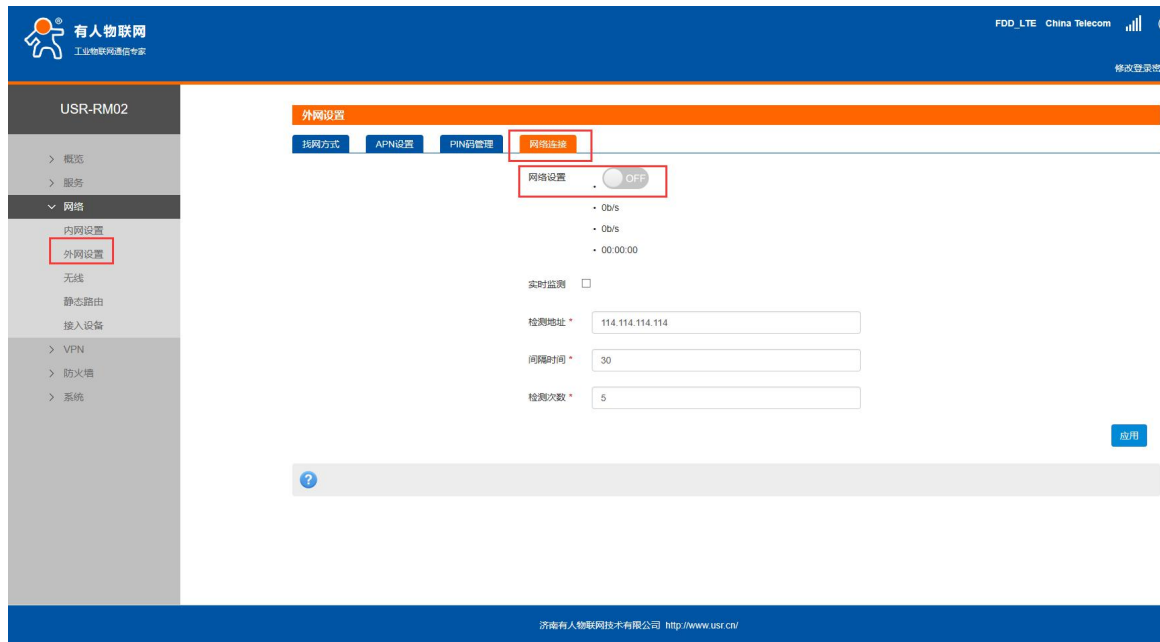 有人物联网
工业物联网通信专家
FDD_LTE China Telecom
修改登录密
USR-RM02
> 概览
> 服务
网络
内网设置
外网设置
无线
静态路由
接入设备
> VPN
> 防火墙
> 系统
外网设置
找网方式 APN设置 PIN码管理 网络连接
网络设置 OFF
• 0b/s
• 0b/s
• 00:00:00
实时监测
检测地址 * 114.114.114.114
间隔时间 * 30
检测次数 * 5
应用
?
济南有人物联网技术有限公司 http://www.usr.cn/